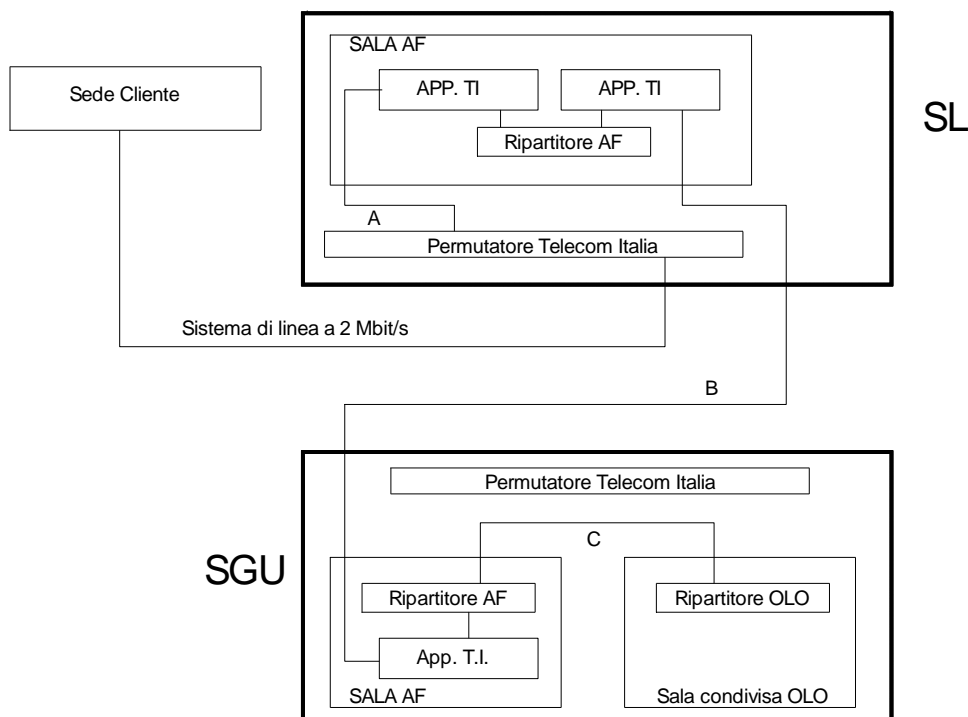 SALA AF
Sede Cliente
APP. TI
APP. TI
SL
Ripartitore AF
A
Permutatore Telecom Italia
Sistema di linea a 2 Mbit/s
B
Permutatore Telecom Italia
C
SGU
Ripartitore AF
Ripartitore OLO
App. T.I.
SALA AF
Sala condivisa OLO